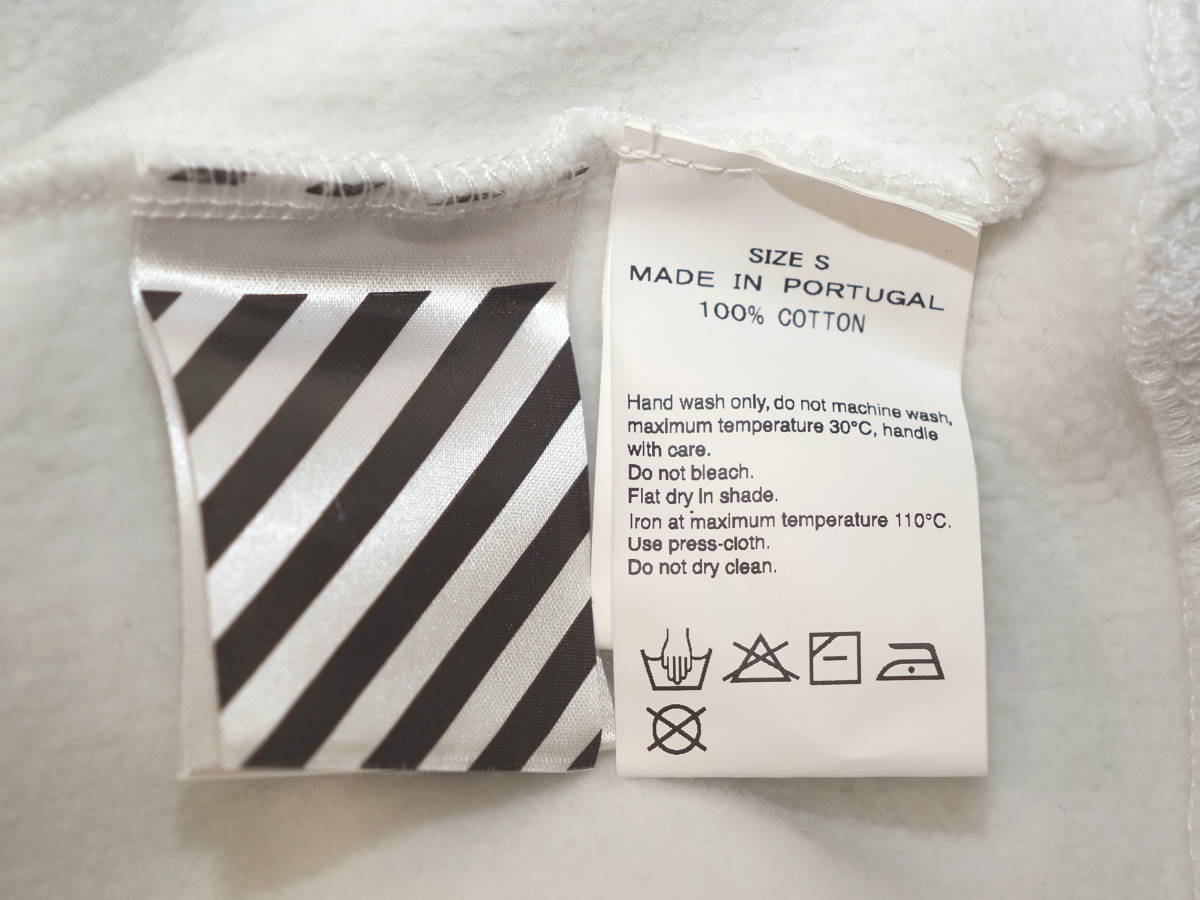 SIZE S
MADE IN PORTUGAL
100% COTTON
Hand wash only, do not machine wash,
maximum temperature 30°C, handle
with care.
Do not bleach.
Flat dry In shade.
Iron at maximum temperature 110°C.
Use press-cloth.
Do not dry clean.